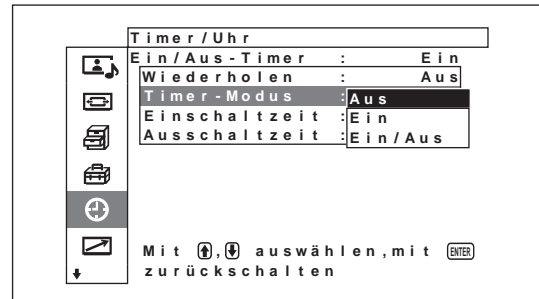 Timer/Uhr
Ein/Aus-Timer : Ein
Wiederholen : Aus
Timer-Modus : Aus
Einschaltzeit : Ein
Ausschaltzeit : Ein/Aus
Mit , auswählen,mit ENTER
zurückschalten